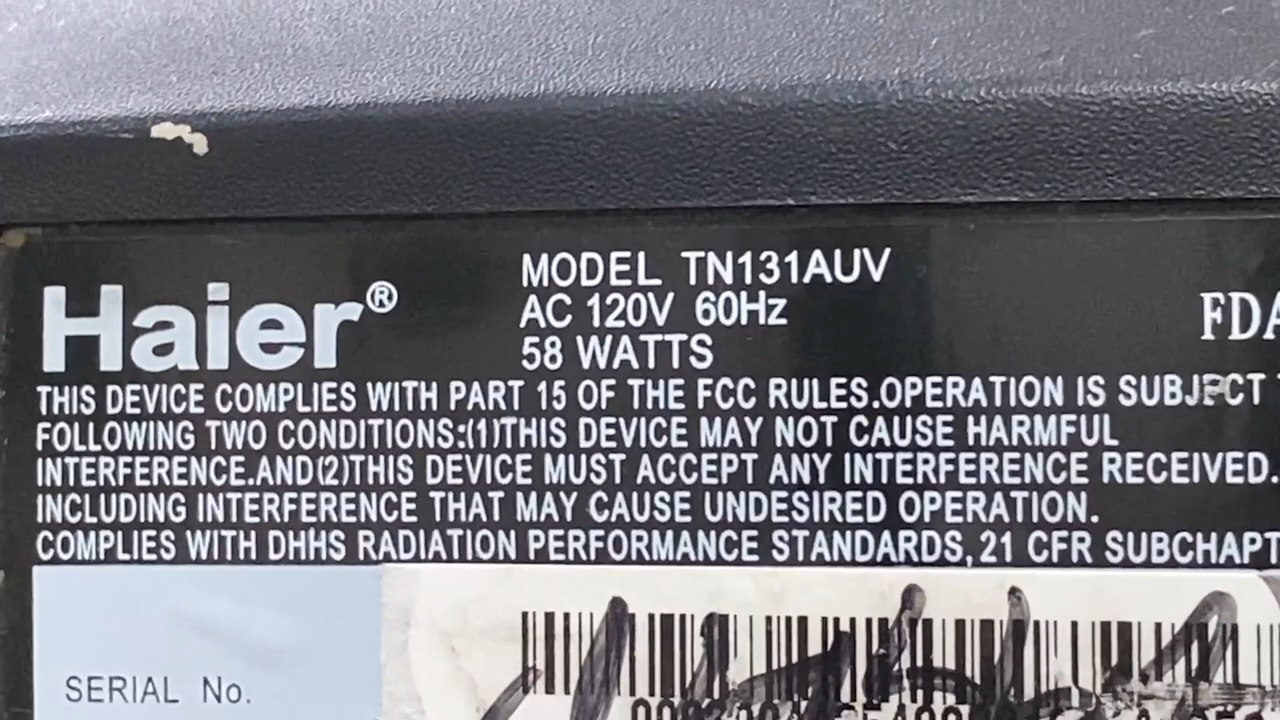 Haier®
MODEL TN131AUV
AC 120V 60Hz
58 WATTS
FDA
THIS DEVICE COMPLIES WITH PART 15 OF THE FCC RULES.OPERATION IS SUBJECT
FOLLOWING TWO CONDITIONS:(1)THIS DEVICE MAY NOT CAUSE HARMFUL
INTERFERENCE.AND(2)THIS DEVICE MUST ACCEPT ANY INTERFERENCE RECEIVED.
INCLUDING INTERFERENCE THAT MAY CAUSE UNDESIRED OPERATION.
COMPLIES WITH DHHS RADIATION PERFORMANCE STANDARDS,21 CFR SUBCHAPT
SERIAL No.